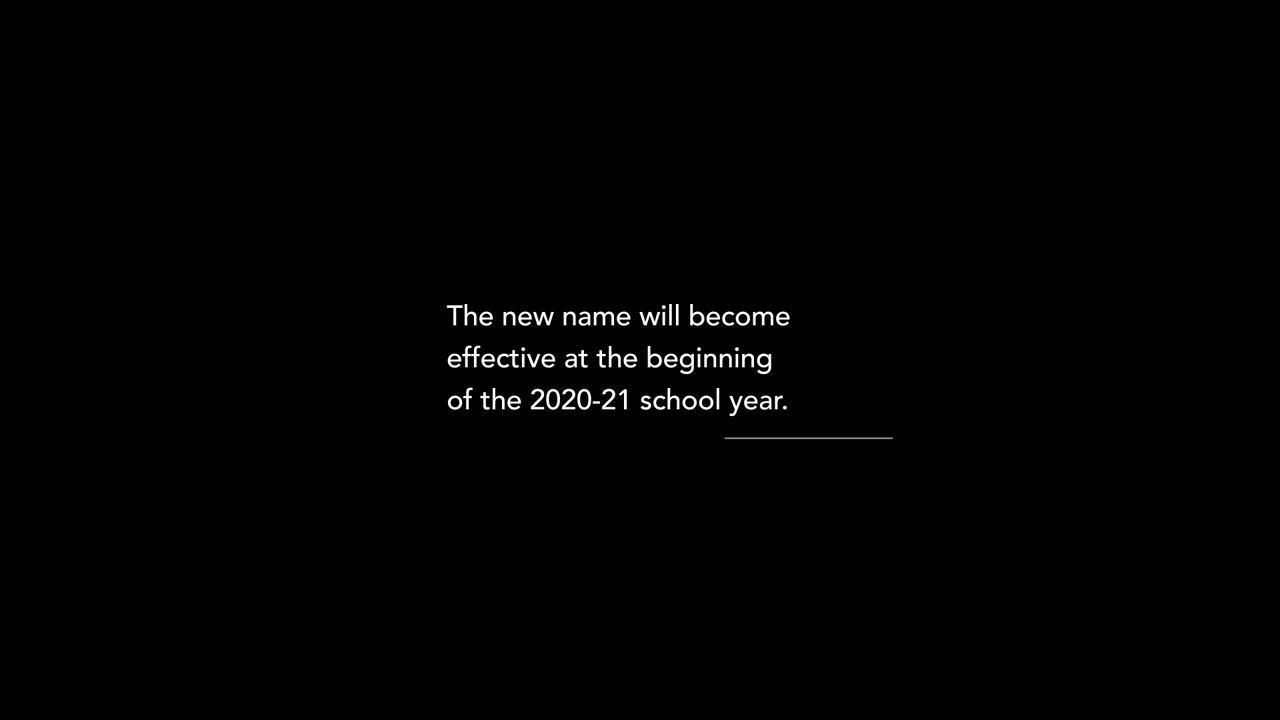 The new name will become
effective at the beginning
of the 2020-21 school year.